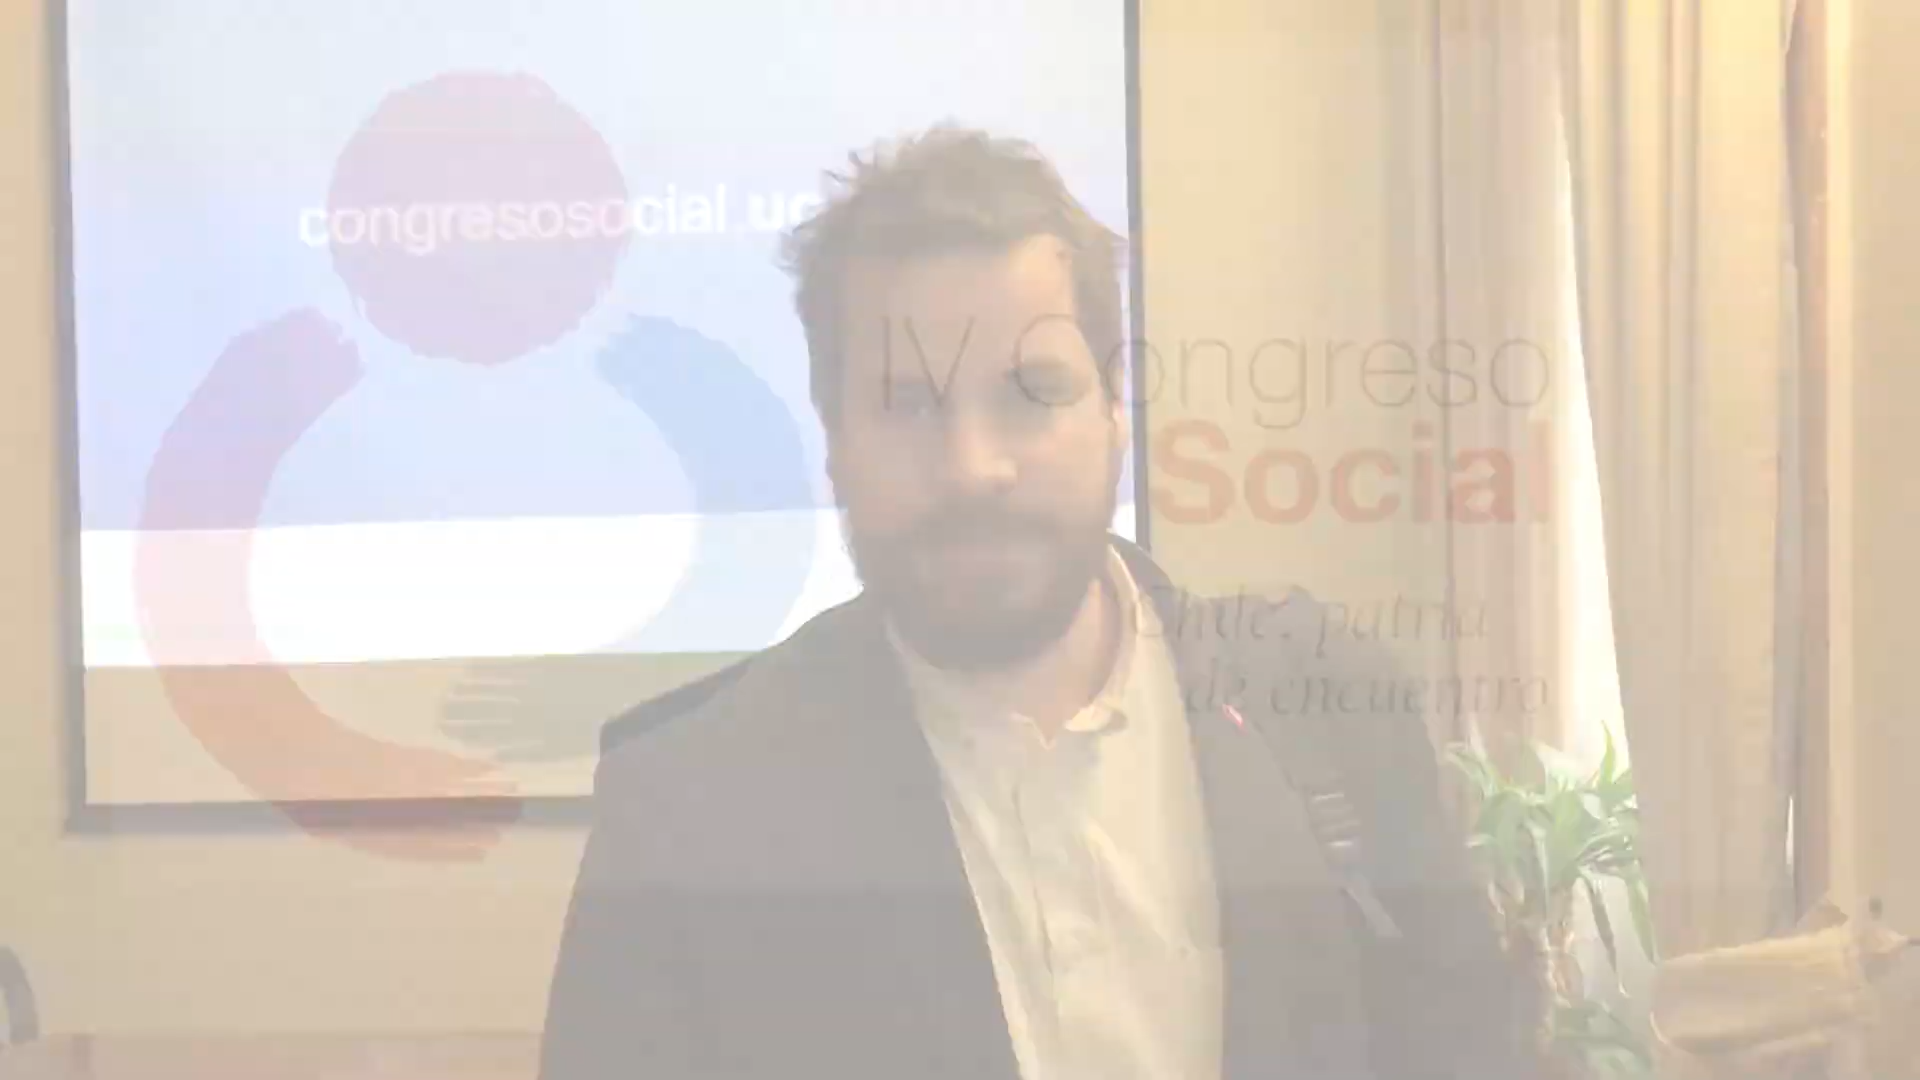 congresosocial.uc
IV Congreso
Social
Chile: patria
de encuentro